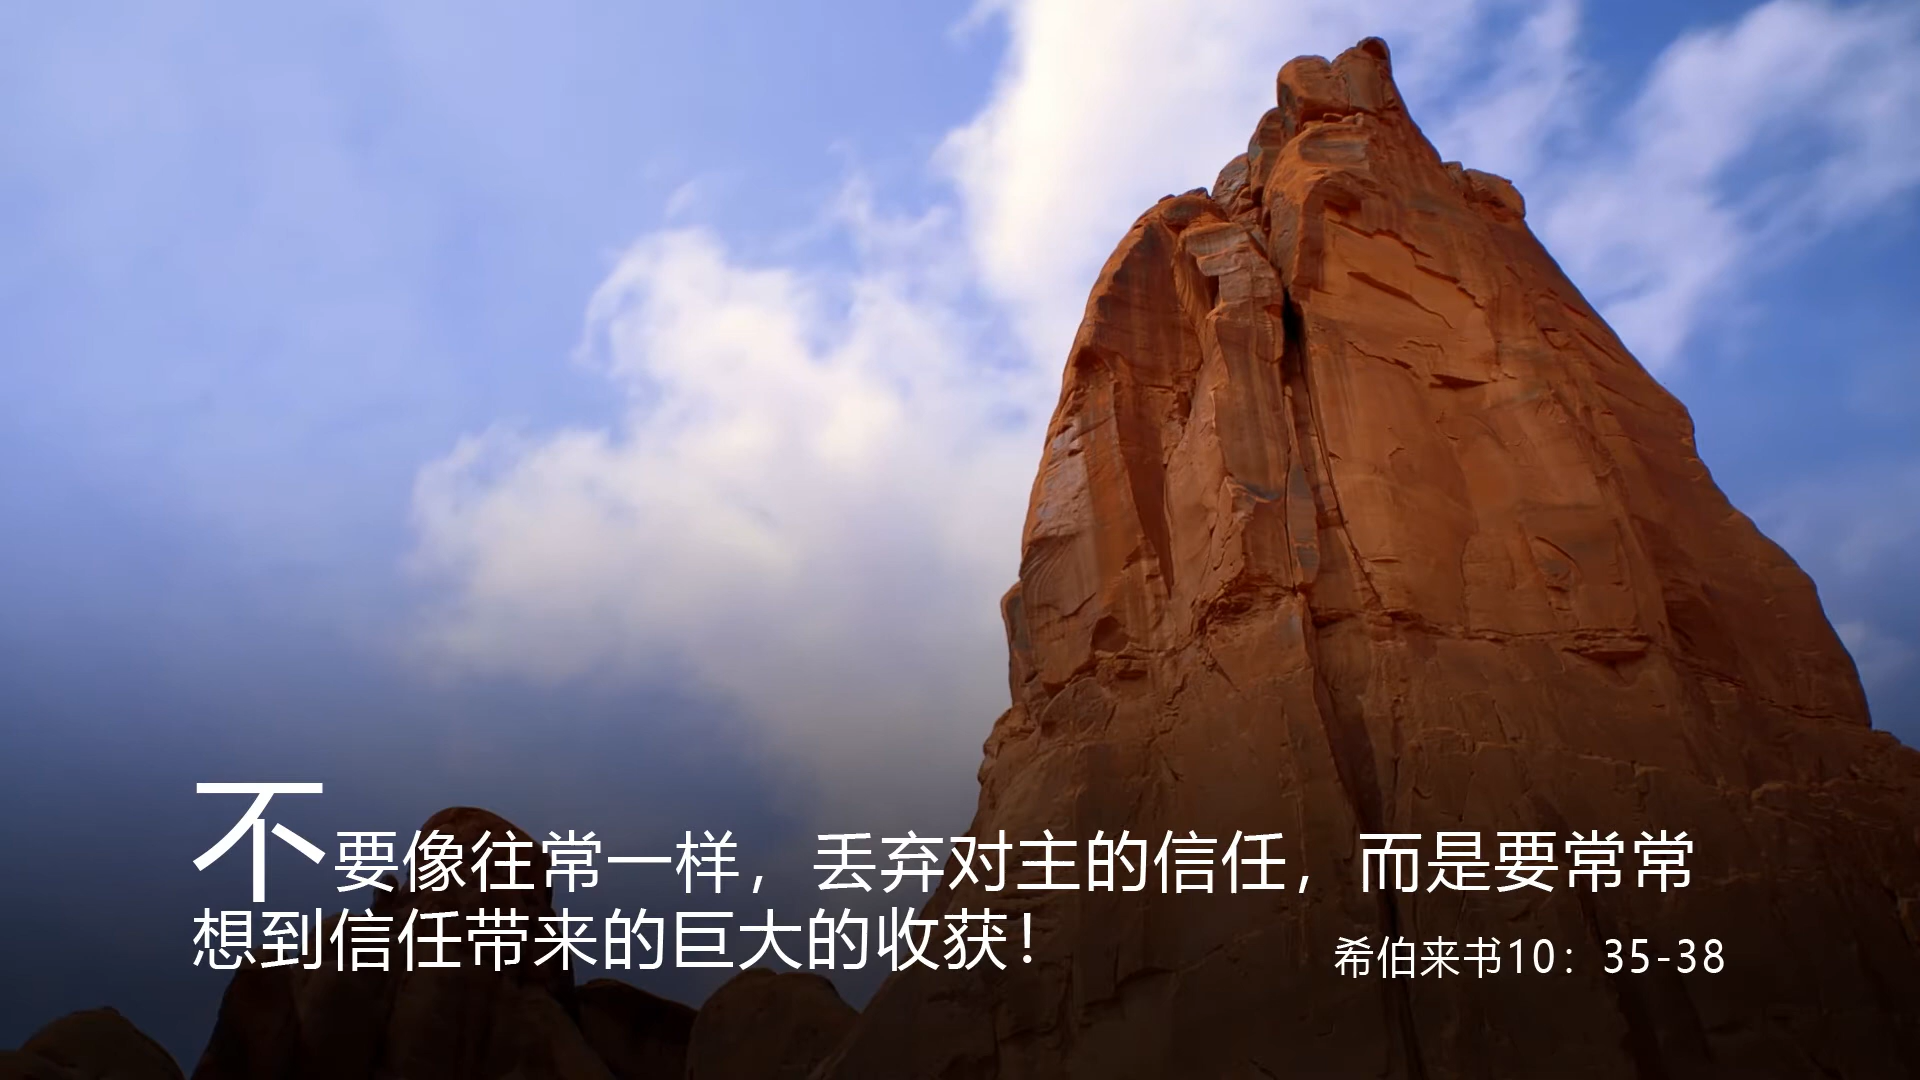 不要像往常一样，丢弃对主的信任，而是要常常
想到信任带来的巨大的收获！
希伯来书10：35-38